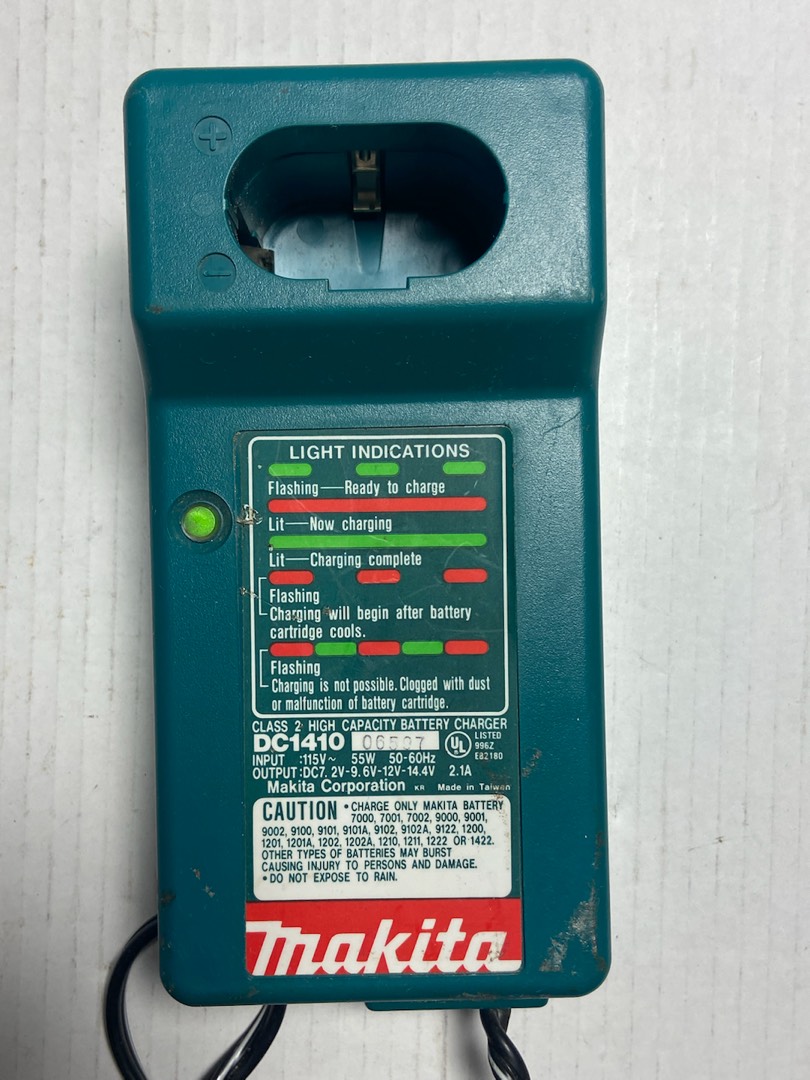 +
−
LIGHT INDICATIONS
Flashing—Ready to charge
Lit—Now charging
Lit—Charging complete
Flashing
Charging will begin after battery
cartridge cools.
Flashing
Charging is not possible. Clogged with dust
or malfunction of battery cartridge.
CLASS 2 HIGH CAPACITY BATTERY CHARGER
DC1410 06507 UL LISTED
996Z
INPUT :115V~ 55W 50-60Hz E82180
OUTPUT:DC7.2V-9.6V-12V-14.4V 2.1A
Makita Corporation KR Made in Taiwan
CAUTION • CHARGE ONLY MAKITA BATTERY
7000, 7001, 7002, 9000, 9001,
9002, 9100, 9101, 9101A, 9102, 9102A, 9122, 1200,
1201, 1201A, 1202, 1202A, 1210, 1211, 1222 OR 1422.
OTHER TYPES OF BATTERIES MAY BURST
CAUSING INJURY TO PERSONS AND DAMAGE.
• DO NOT EXPOSE TO RAIN.
makita